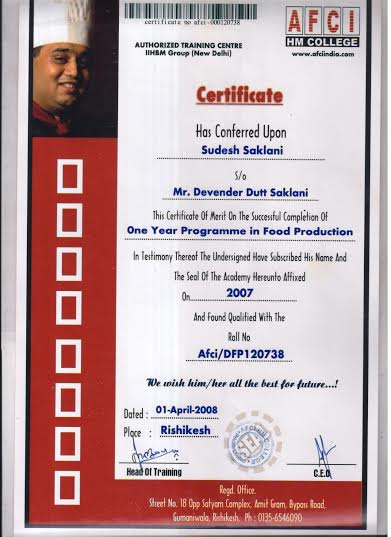 certificate no afci-000120738
AFCI
HM COLLEGE
www.afciindia.com
AUTHORIZED TRAINING CENTRE
IIHBM Group (New Delhi)
Certificate
Has Conferred Upon
Sudesh Saklani
S/o
Mr. Devender Dutt Saklani
This Certificate Of Merit On The Successful Completion Of
One Year Programme in Food Production
In Testimony Thereof The Undersigned Have Subscribed His Name And
The Seal Of The Academy Hereunto Affixed
On 2007
And Found Qualified With The
Roll No
Afci/DFP120738
We wish him/her all the best for future...!
Dated : 01-April-2008
Place : Rishikesh
Head Of Training
C.E.O
Regd. Office.
Street No. 18 Opp Satyam Complex, Amit Gram, Bypass Road,
Gumaniwala, Rishikesh. Ph : 0135-6546090